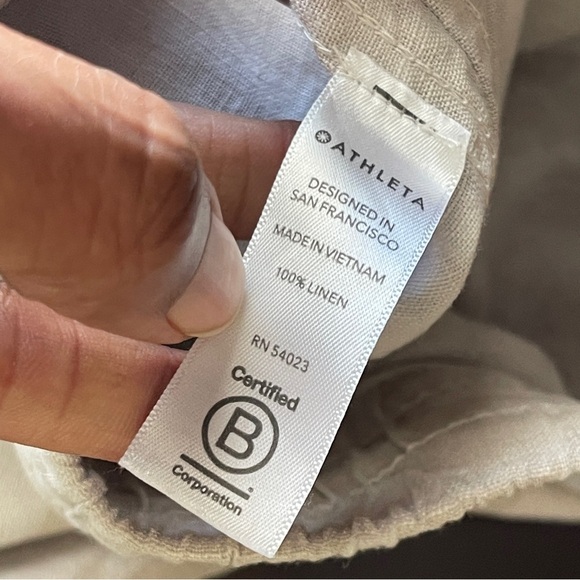 ATHLETA
DESIGNED IN
SAN FRANCISCO
MADE IN VIETNAM
100% LINEN
RN 54023
Certified
B
Corporation